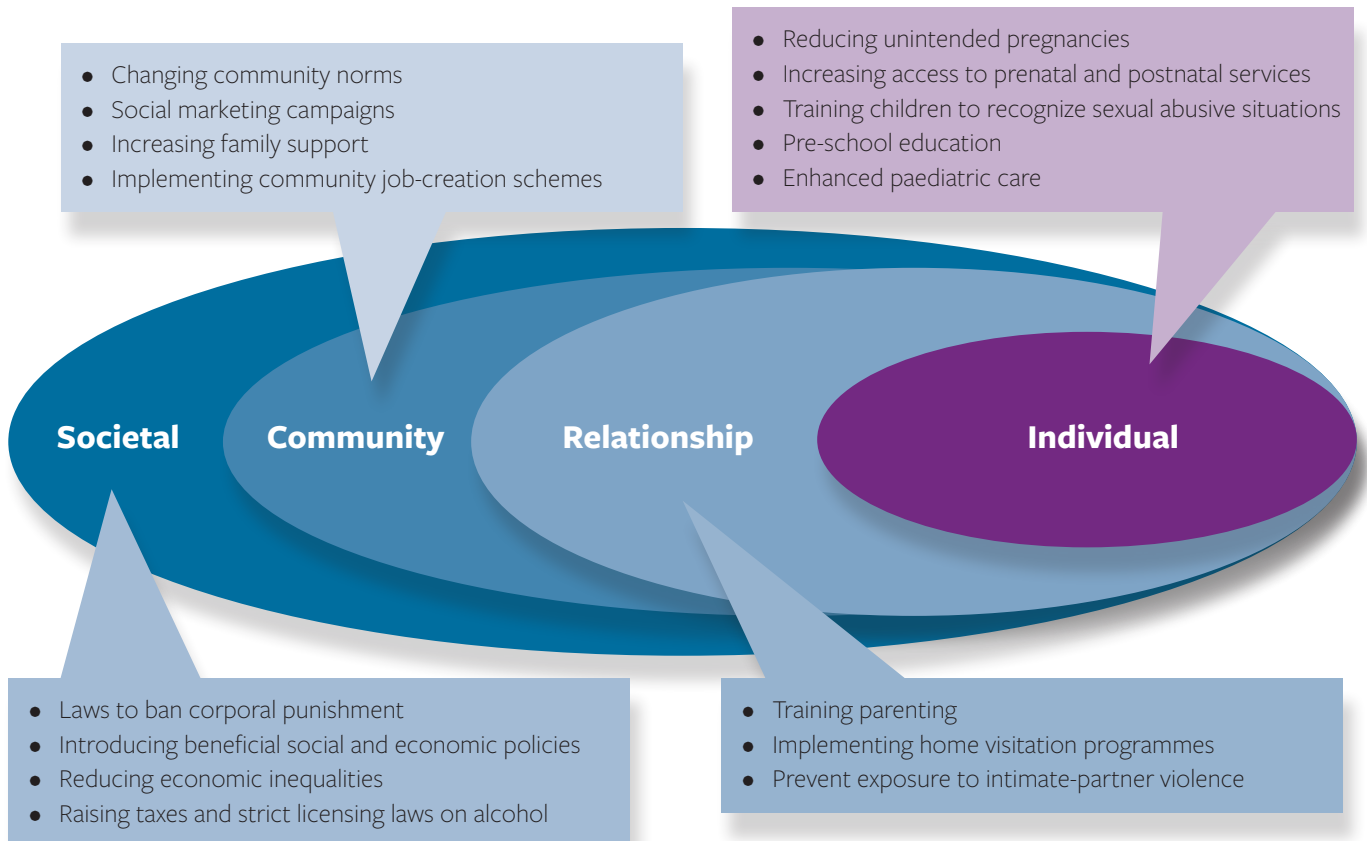 ● Changing community norms
● Social marketing campaigns
● Increasing family support
● Implementing community job-creation schemes
● Reducing unintended pregnancies
● Increasing access to prenatal and postnatal services
● Training children to recognize sexual abusive situations
● Pre-school education
● Enhanced paediatric care
Societal
Community
Relationship
Individual
● Laws to ban corporal punishment
● Introducing beneficial social and economic policies
● Reducing economic inequalities
● Raising taxes and strict licensing laws on alcohol
● Training parenting
● Implementing home visitation programmes
● Prevent exposure to intimate-partner violence